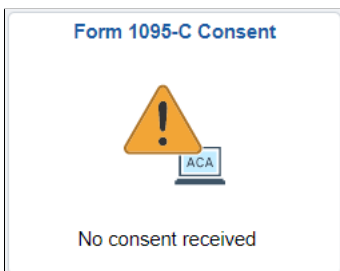 Form 1095-C Consent
ACA
No consent received